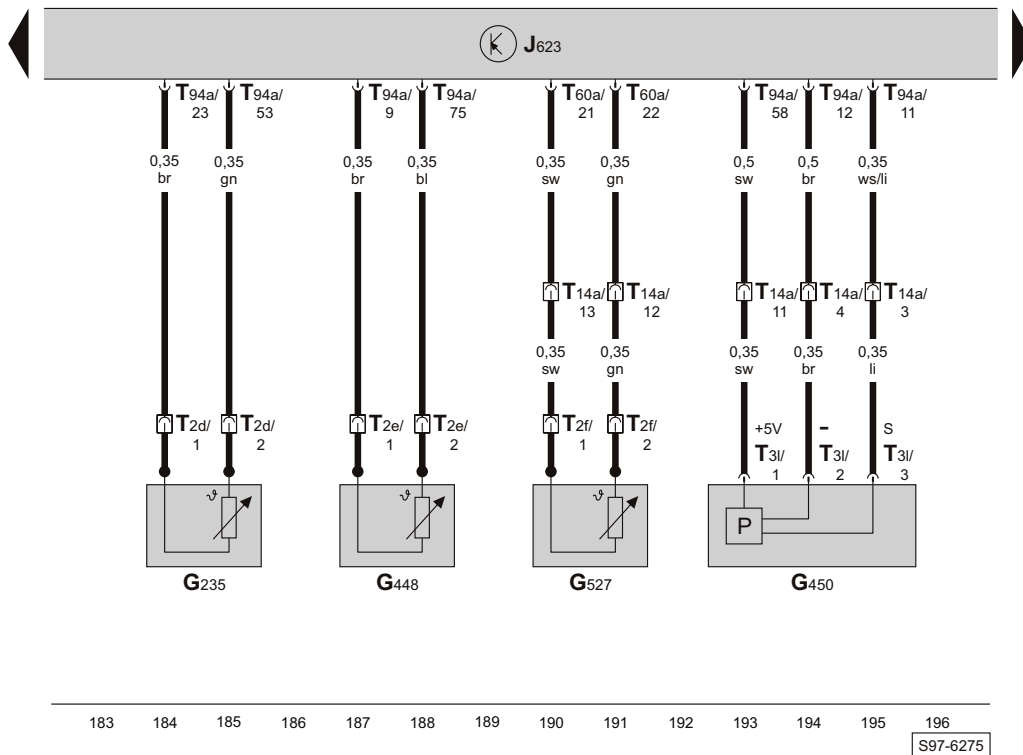 J623
T94a/ T94a/ T94a/ T94a/ T60a/ T60a/ T94a/ T94a/ T94a/
23 53 9 75 21 22 58 12 11
0,35 0,35 0,35 0,35 0,35 0,35 0,5 0,5 0,35
br gn br bl sw gn sw br ws/li
T14a/ T14a/ T14a/ T14a/ T14a/
13 12 11 4 3
0,35 0,35 0,35 0,35 0,35
sw gn sw br li
T2d/ T2d/ T2e/ T2e/ T2f/ T2f/
1 2 1 2 1 2
+5V – S
T3l/ T3l/ T3l/
1 2 3
ϑ ϑ ϑ
P
G235 G448 G527 G450
183 184 185 186 187 188 189 190 191 192 193 194 195 196
S97-6275